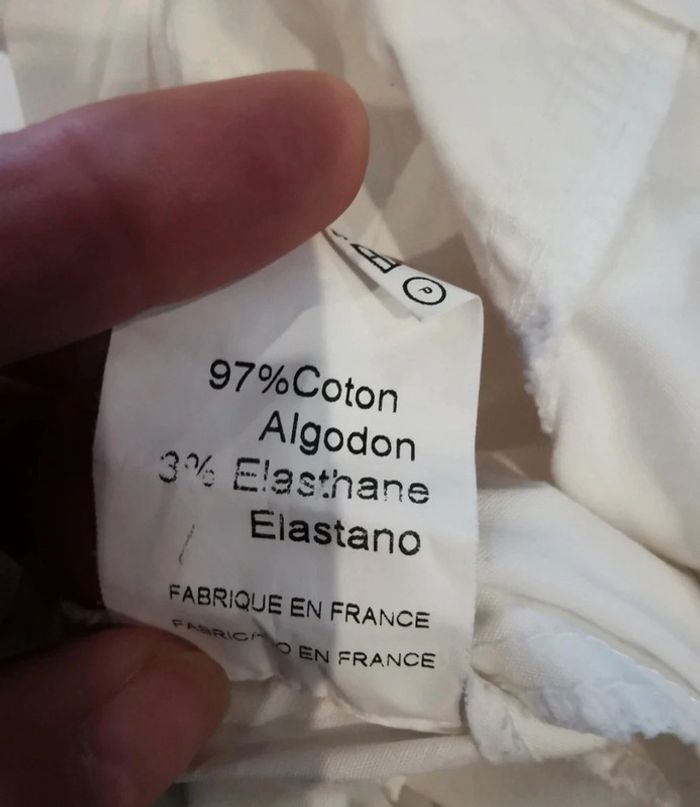 P
97%Coton
Algodon
3% Elasthane
Elastano
FABRIQUE EN FRANCE
EN FRANCE